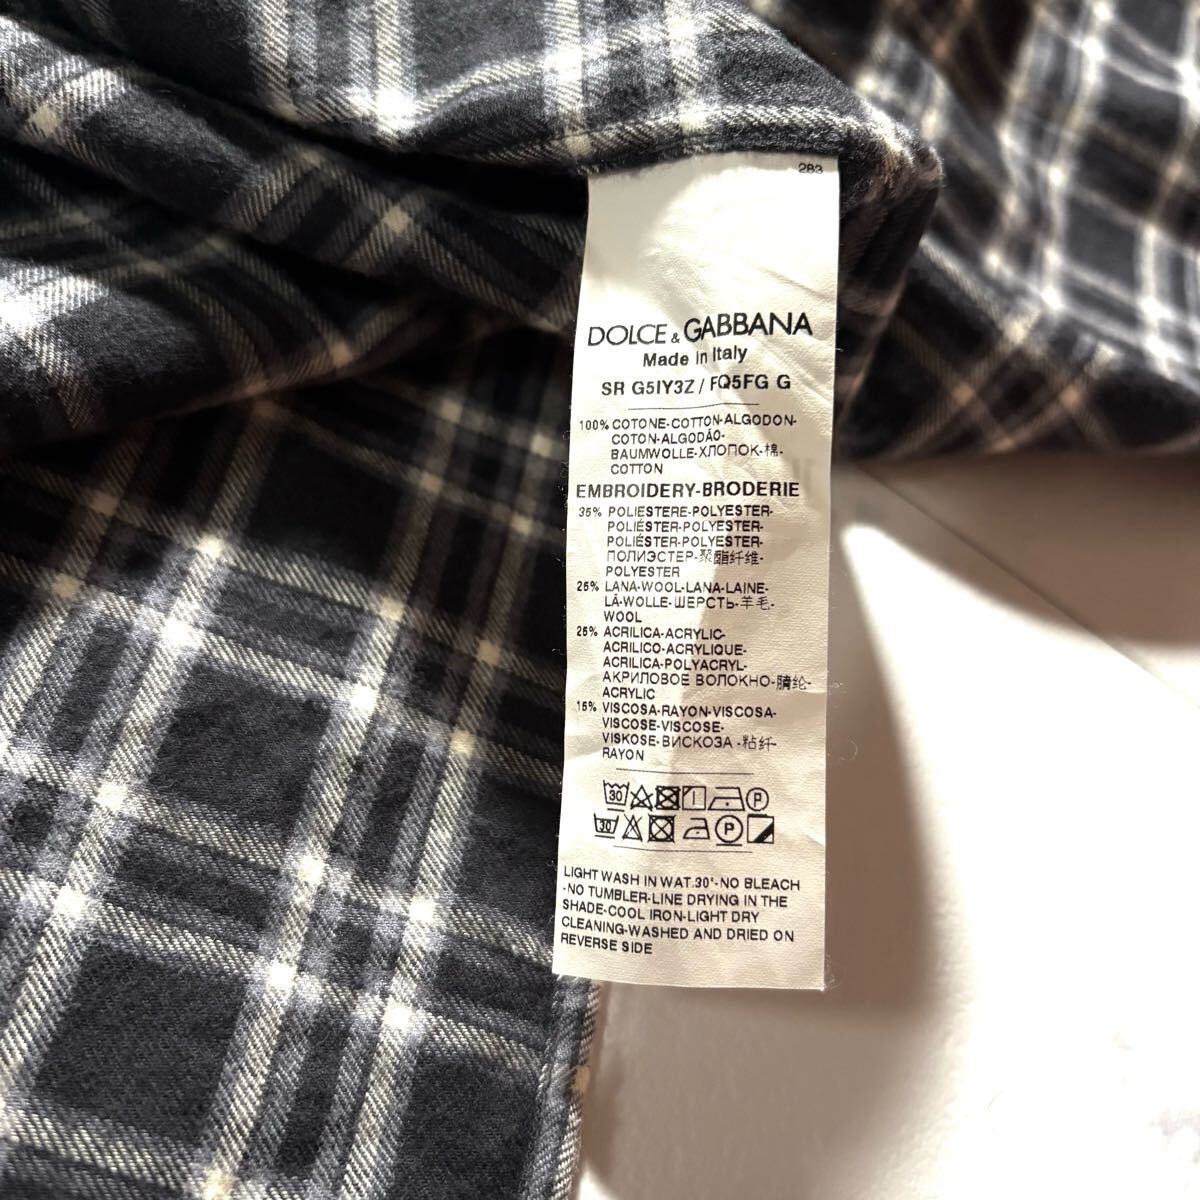 283
DOLCE & GABBANA
Made in Italy
SR G5IY3Z / FQ5FG G
100% COTONE-COTTON-ALGODON-
COTON-ALGODÃO-
BAUMWOLLE-ХЛОПОК-棉-
COTTON
EMBROIDERY-BRODERIE
35% POLIESTERE-POLYESTER-
POLIÉSTER-POLYESTER-
POLIÉSTER-POLYESTER-
ПОЛИЭСТЕР-聚酯纤维-
POLYESTER
25% LANA-WOOL-LANA-LAINE-
LÃ-WOLLE-ШЕРСТЬ-羊毛-
WOOL
25% ACRILICA-ACRYLIC-
ACRILICO-ACRYLIQUE-
ACRILICA-POLYACRYL-
АКРИЛОВОЕ ВОЛОКНО-腈纶-
ACRYLIC
15% VISCOSA-RAYON-VISCOSA-
VISCOSE-VISCOSE-
VISKOSE-ВИСКОЗА -粘纤-
RAYON
30 P
30 P
LIGHT WASH IN WAT.30°-NO BLEACH
-NO TUMBLER-LINE DRYING IN THE
SHADE-COOL IRON-LIGHT DRY
CLEANING-WASHED AND DRIED ON
REVERSE SIDE